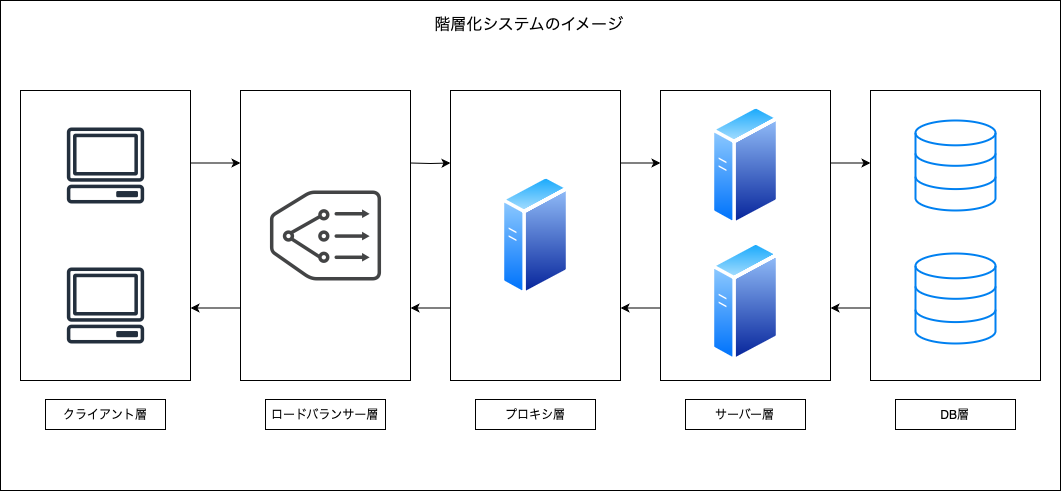 階層化システムのイメージ
クライアント層
ロードバランサー層
プロキシ層
サーバー層
DB層